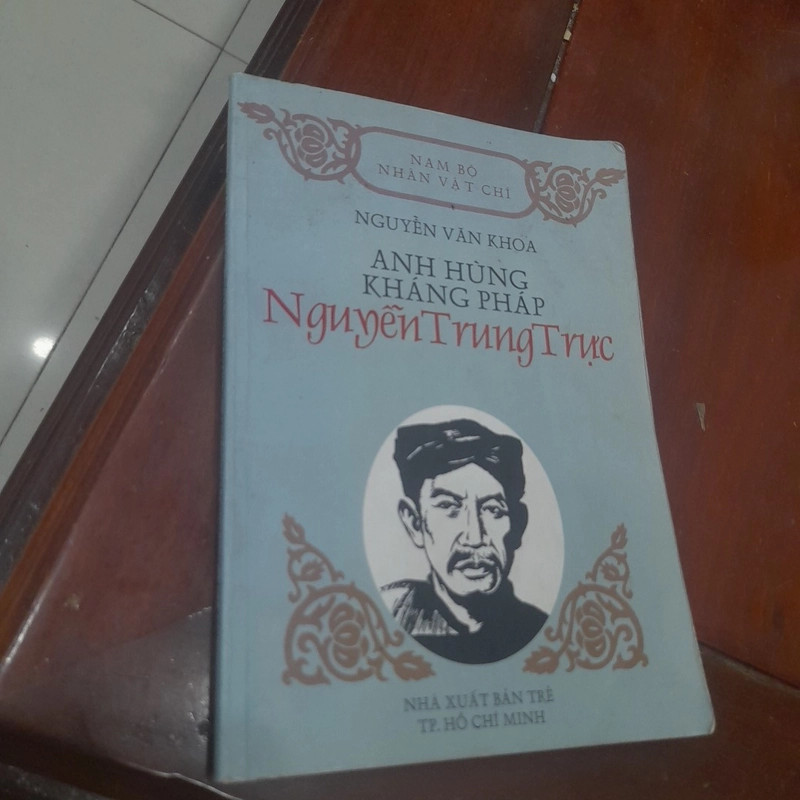 NAM BỘ
NHÂN VẬT CHÍ
NGUYỄN VĂN KHOA
ANH HÙNG
KHÁNG PHÁP
Nguyễn Trung Trực
NHÀ XUẤT BẢN TRẺ
TP. HỒ CHÍ MINH